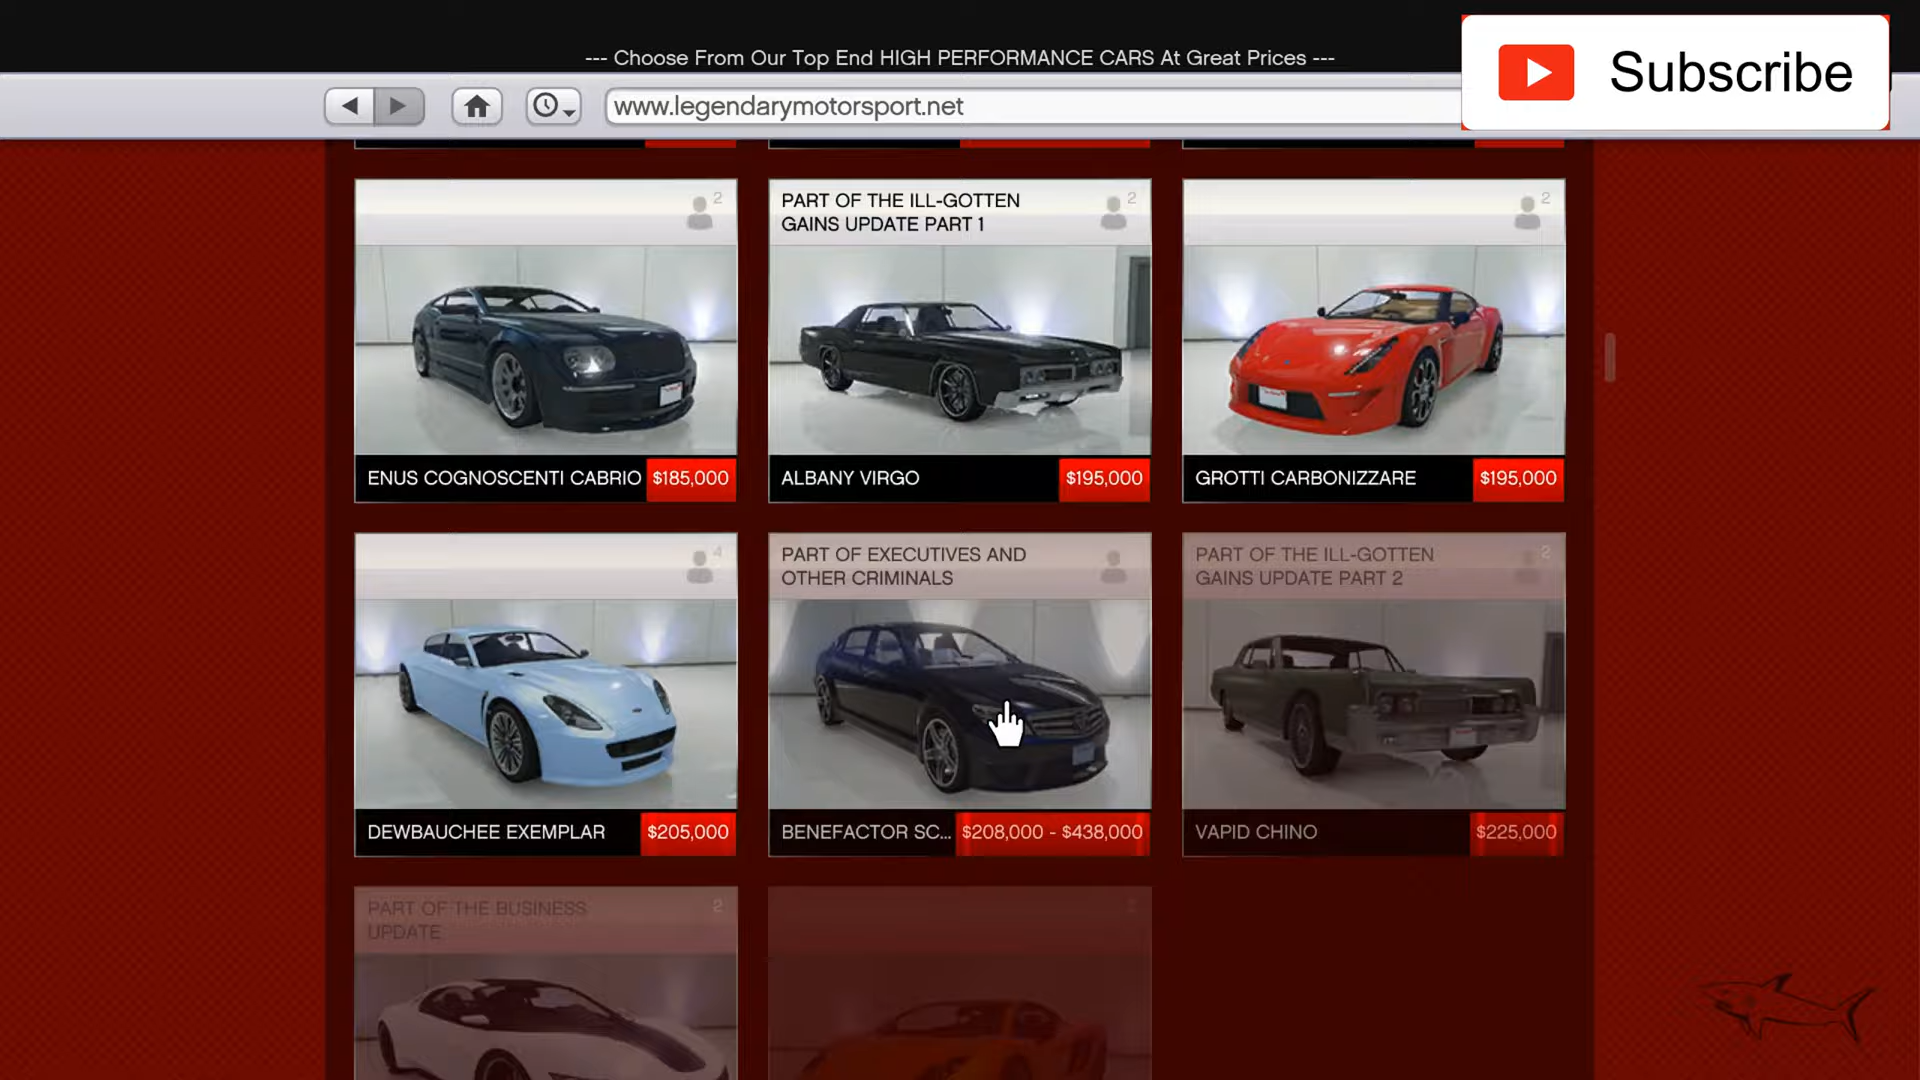 --- Choose From Our Top End HIGH PERFORMANCE CARS At Great Prices ---
Subscribe
www.legendarymotorsport.net
2
PART OF THE ILL-GOTTEN
GAINS UPDATE PART 1
2
2
ENUS COGNOSCENTI CABRIO $185,000
ALBANY VIRGO $195,000
GROTTI CARBONIZZARE $195,000
4
PART OF EXECUTIVES AND
OTHER CRIMINALS
PART OF THE ILL-GOTTEN
GAINS UPDATE PART 2
2
DEWBAUCHEE EXEMPLAR $205,000
BENEFACTOR SC... $208,000 - $438,000
VAPID CHINO $225,000
PART OF THE BUSINESS
UPDATE
2
2